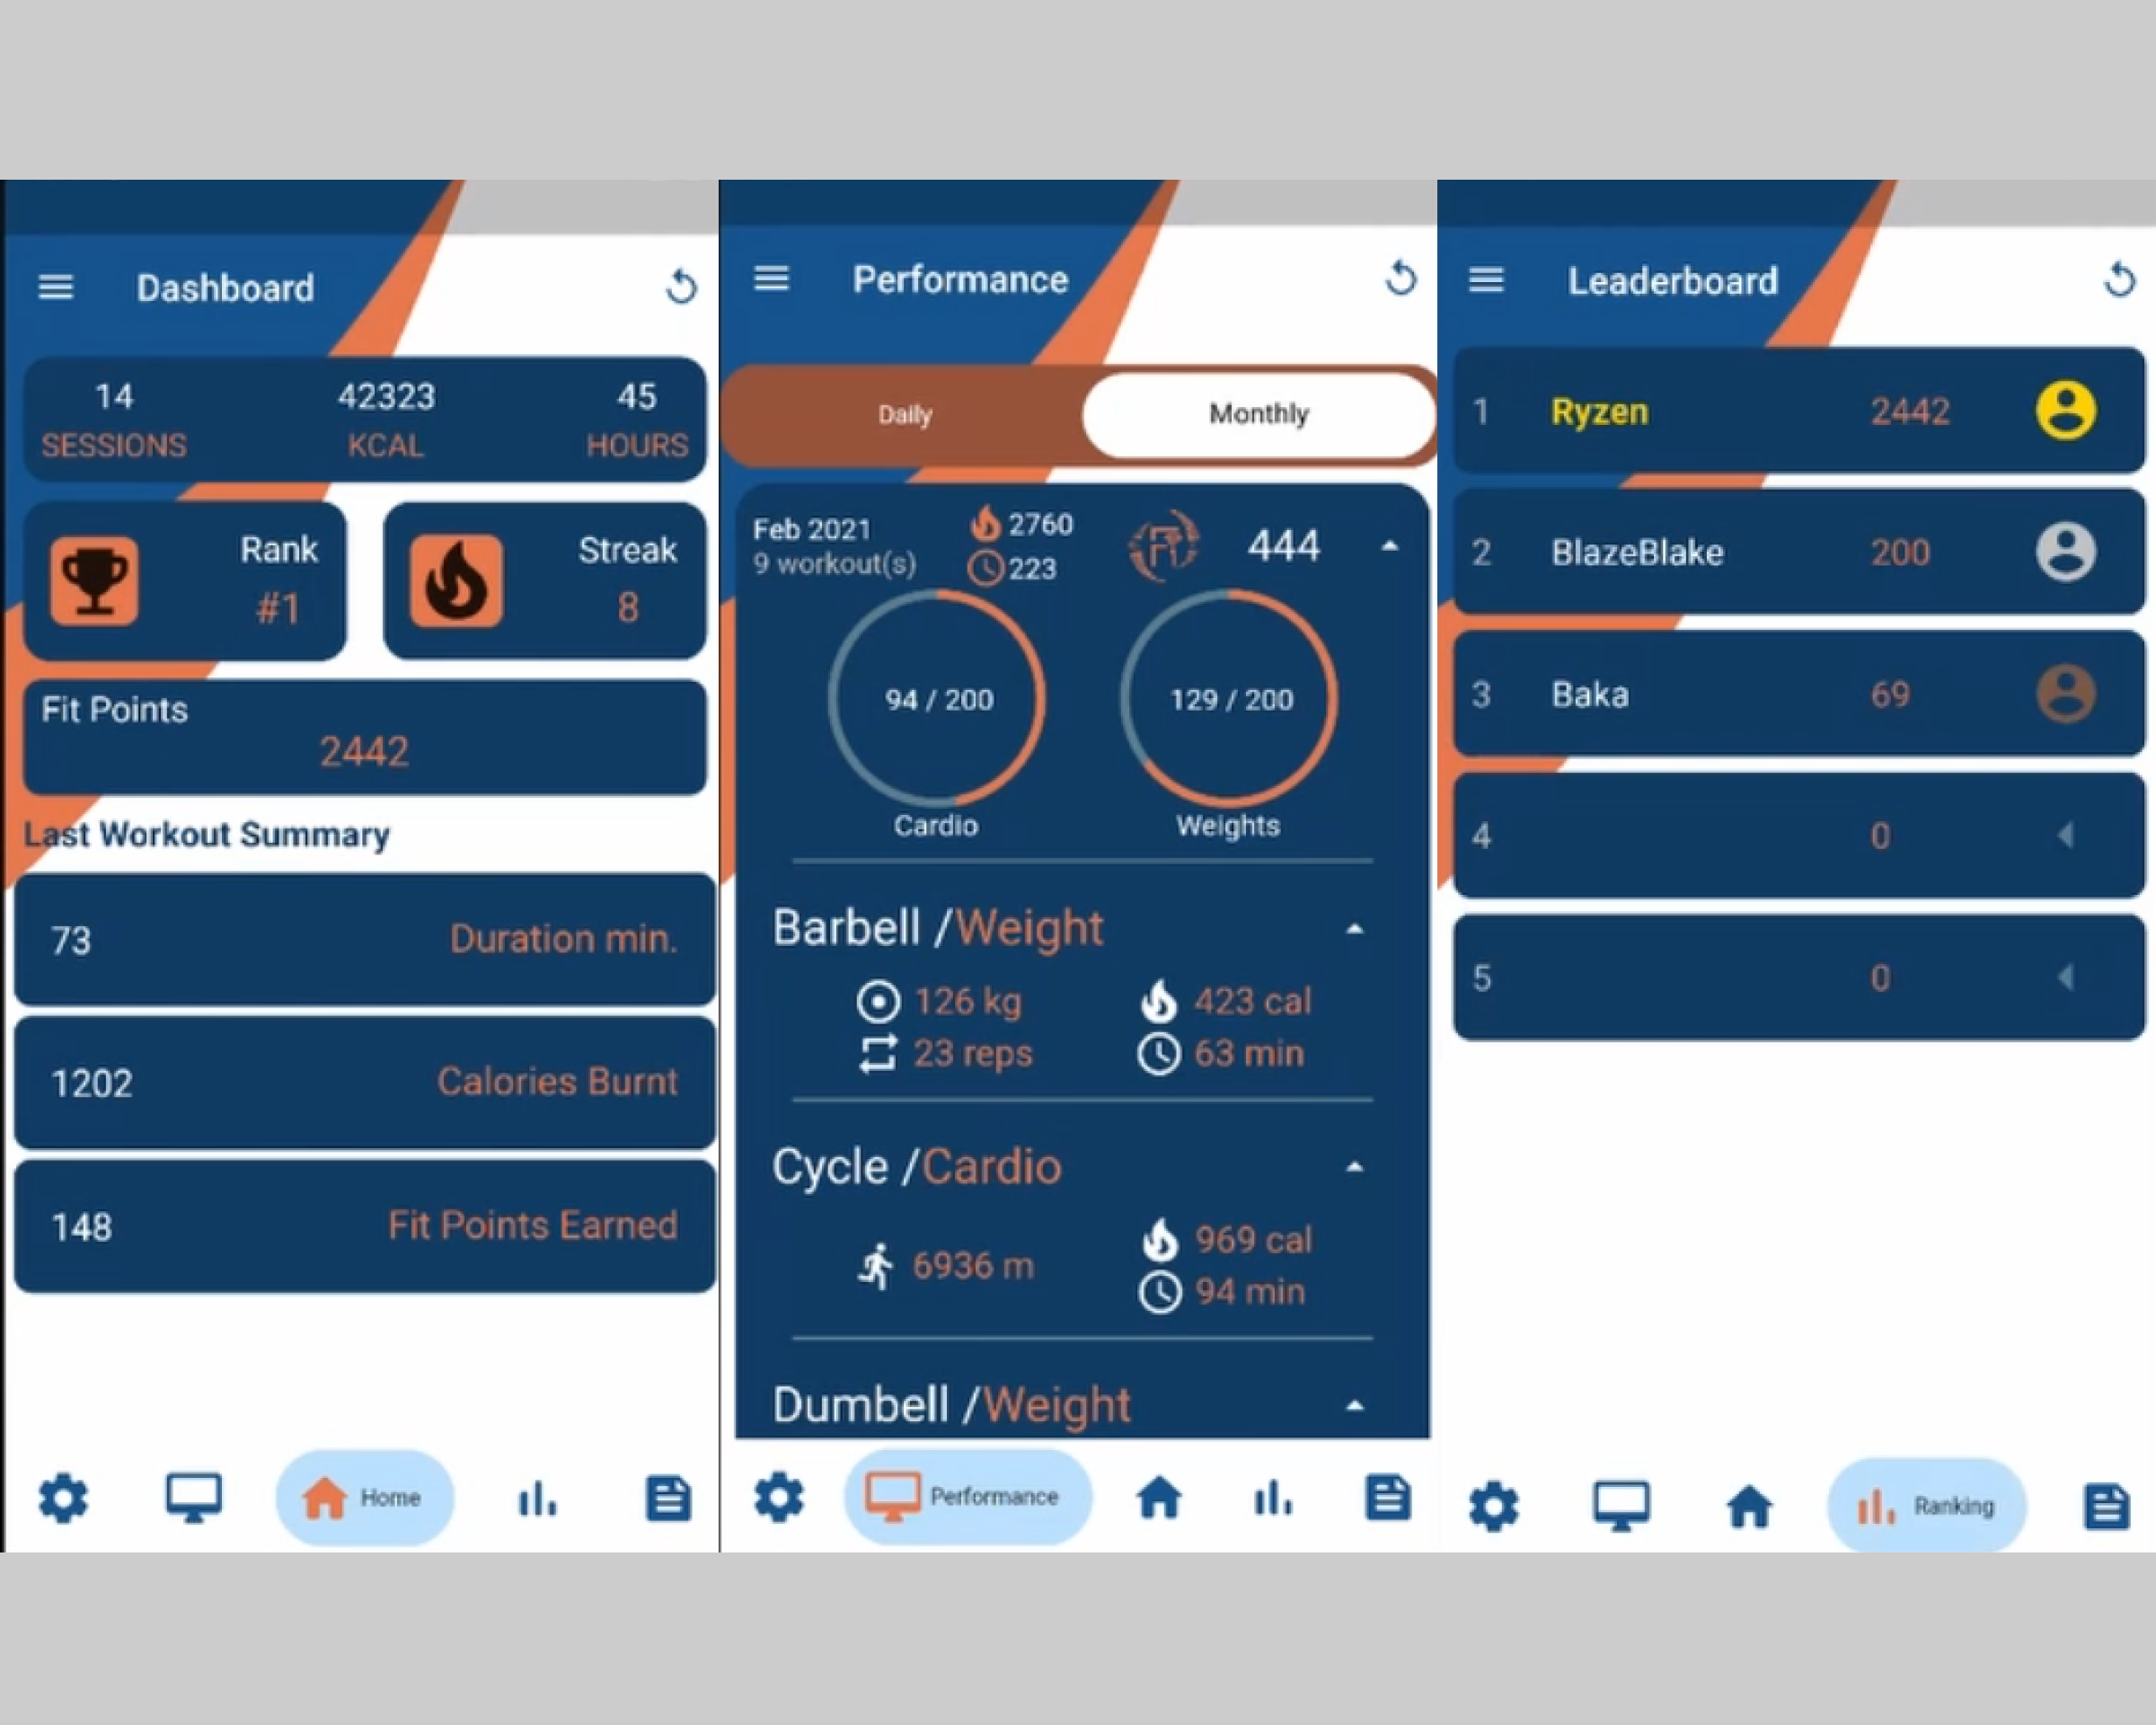 Dashboard
14 42323 45
SESSIONS KCAL HOURS
Rank
#1
Streak
8
Fit Points
2442
Last Workout Summary
73 Duration min.
1202 Calories Burnt
148 Fit Points Earned
Home
Performance
Daily Monthly
Feb 2021
9 workout(s)
2760
223
444
94 / 200
Cardio
129 / 200
Weights
Barbell /Weight
126 kg 423 cal
23 reps 63 min
Cycle /Cardio
6936 m
969 cal
94 min
Dumbell /Weight
Performance
Leaderboard
1 Ryzen 2442
2 BlazeBlake 200
3 Baka 69
4 0
5 0
Ranking